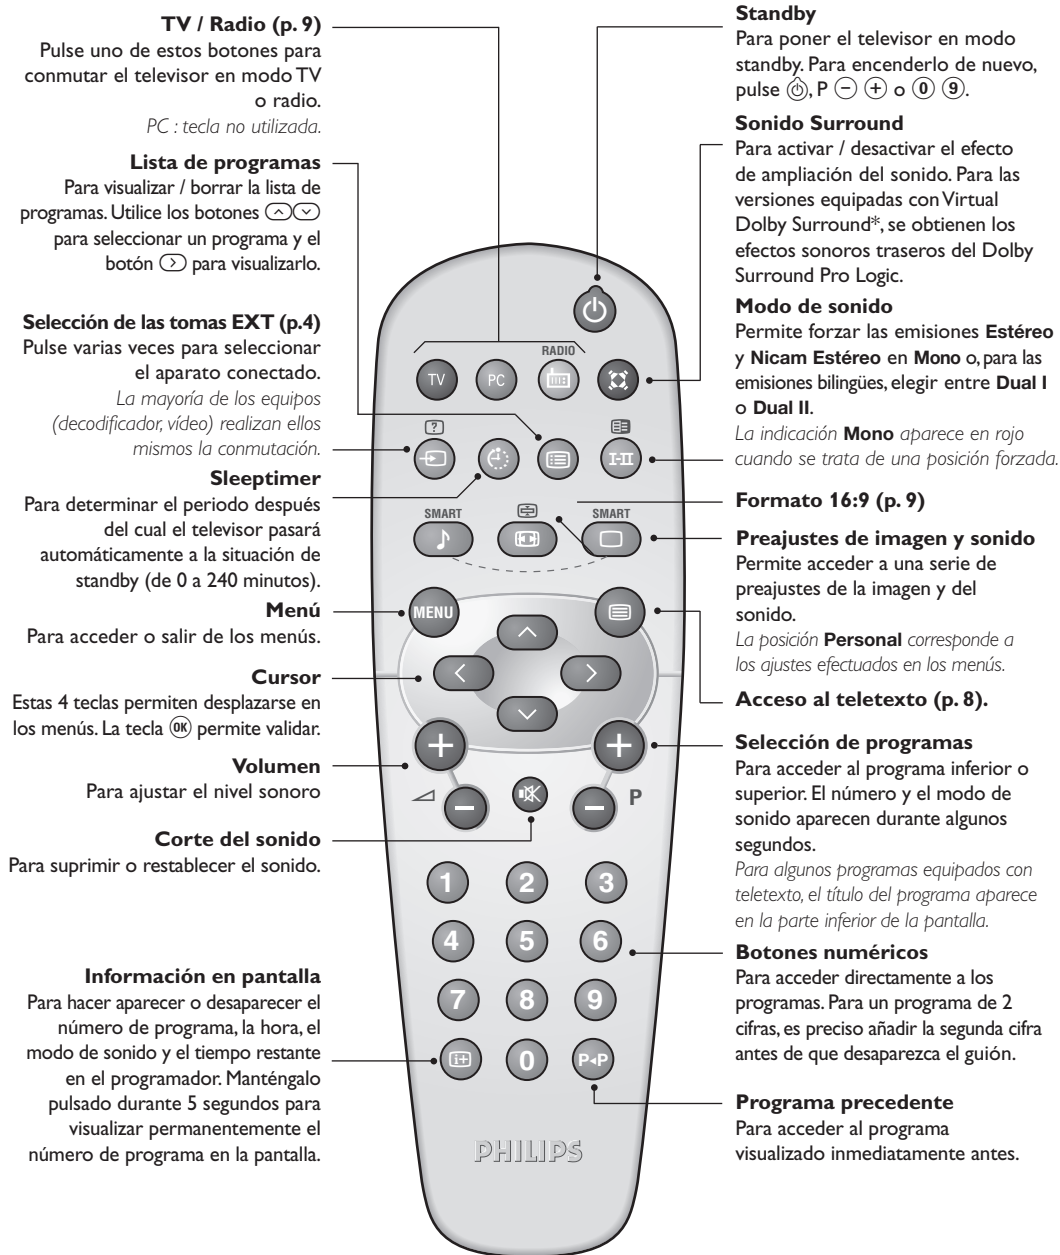 TV / Radio (p. 9)
Pulse uno de estos botones para
conmutar el televisor en modo TV
o radio.
PC : tecla no utilizada.
Lista de programas
Para visualizar / borrar la lista de
programas. Utilice los botones
para seleccionar un programa y el
botón para visualizarlo.
Selección de las tomas EXT (p.4)
Pulse varias veces para seleccionar
el aparato conectado.
La mayoría de los equipos
(decodificador, vídeo) realizan ellos
mismos la conmutación.
Sleeptimer
Para determinar el periodo después
del cual el televisor pasará
automáticamente a la situación de
standby (de 0 a 240 minutos).
Menú
Para acceder o salir de los menús.
Cursor
Estas 4 teclas permiten desplazarse en
los menús. La tecla OK permite validar.
Volumen
Para ajustar el nivel sonoro
Corte del sonido
Para suprimir o restablecer el sonido.
Información en pantalla
Para hacer aparecer o desaparecer el
número de programa, la hora, el
modo de sonido y el tiempo restante
en el programador. Manténgalo
pulsado durante 5 segundos para
visualizar permanentemente el
número de programa en la pantalla.
RADIO
TV PC
?
I-II
SMART SMART
MENU
P
1 2 3
4 5 6
7 8 9
i+ 0 P◂P
PHILIPS
Standby
Para poner el televisor en modo
standby. Para encenderlo de nuevo,
pulse , P - + o 0 9.
Sonido Surround
Para activar / desactivar el efecto
de ampliación del sonido. Para las
versiones equipadas con Virtual
Dolby Surround*, se obtienen los
efectos sonoros traseros del Dolby
Surround Pro Logic.
Modo de sonido
Permite forzar las emisiones Estéreo
y Nicam Estéreo en Mono o, para las
emisiones bilingües, elegir entre Dual I
o Dual II.
La indicación Mono aparece en rojo
cuando se trata de una posición forzada.
Formato 16:9 (p. 9)
Preajustes de imagen y sonido
Permite acceder a una serie de
preajustes de la imagen y del
sonido.
La posición Personal corresponde a
los ajustes efectuados en los menús.
Acceso al teletexto (p. 8).
Selección de programas
Para acceder al programa inferior o
superior. El número y el modo de
sonido aparecen durante algunos
segundos.
Para algunos programas equipados con
teletexto, el título del programa aparece
en la parte inferior de la pantalla.
Botones numéricos
Para acceder directamente a los
programas. Para un programa de 2
cifras, es preciso añadir la segunda cifra
antes de que desaparezca el guión.
Programa precedente
Para acceder al programa
visualizado inmediatamente antes.